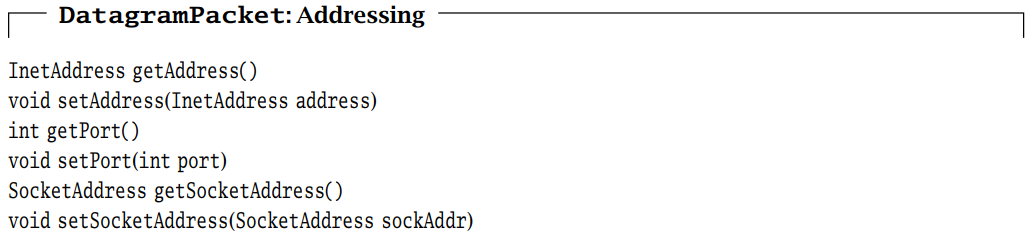 DatagramPacket: Addressing
InetAddress getAddress()
void setAddress(InetAddress address)
int getPort()
void setPort(int port)
SocketAddress getSocketAddress()
void setSocketAddress(SocketAddress sockAddr)